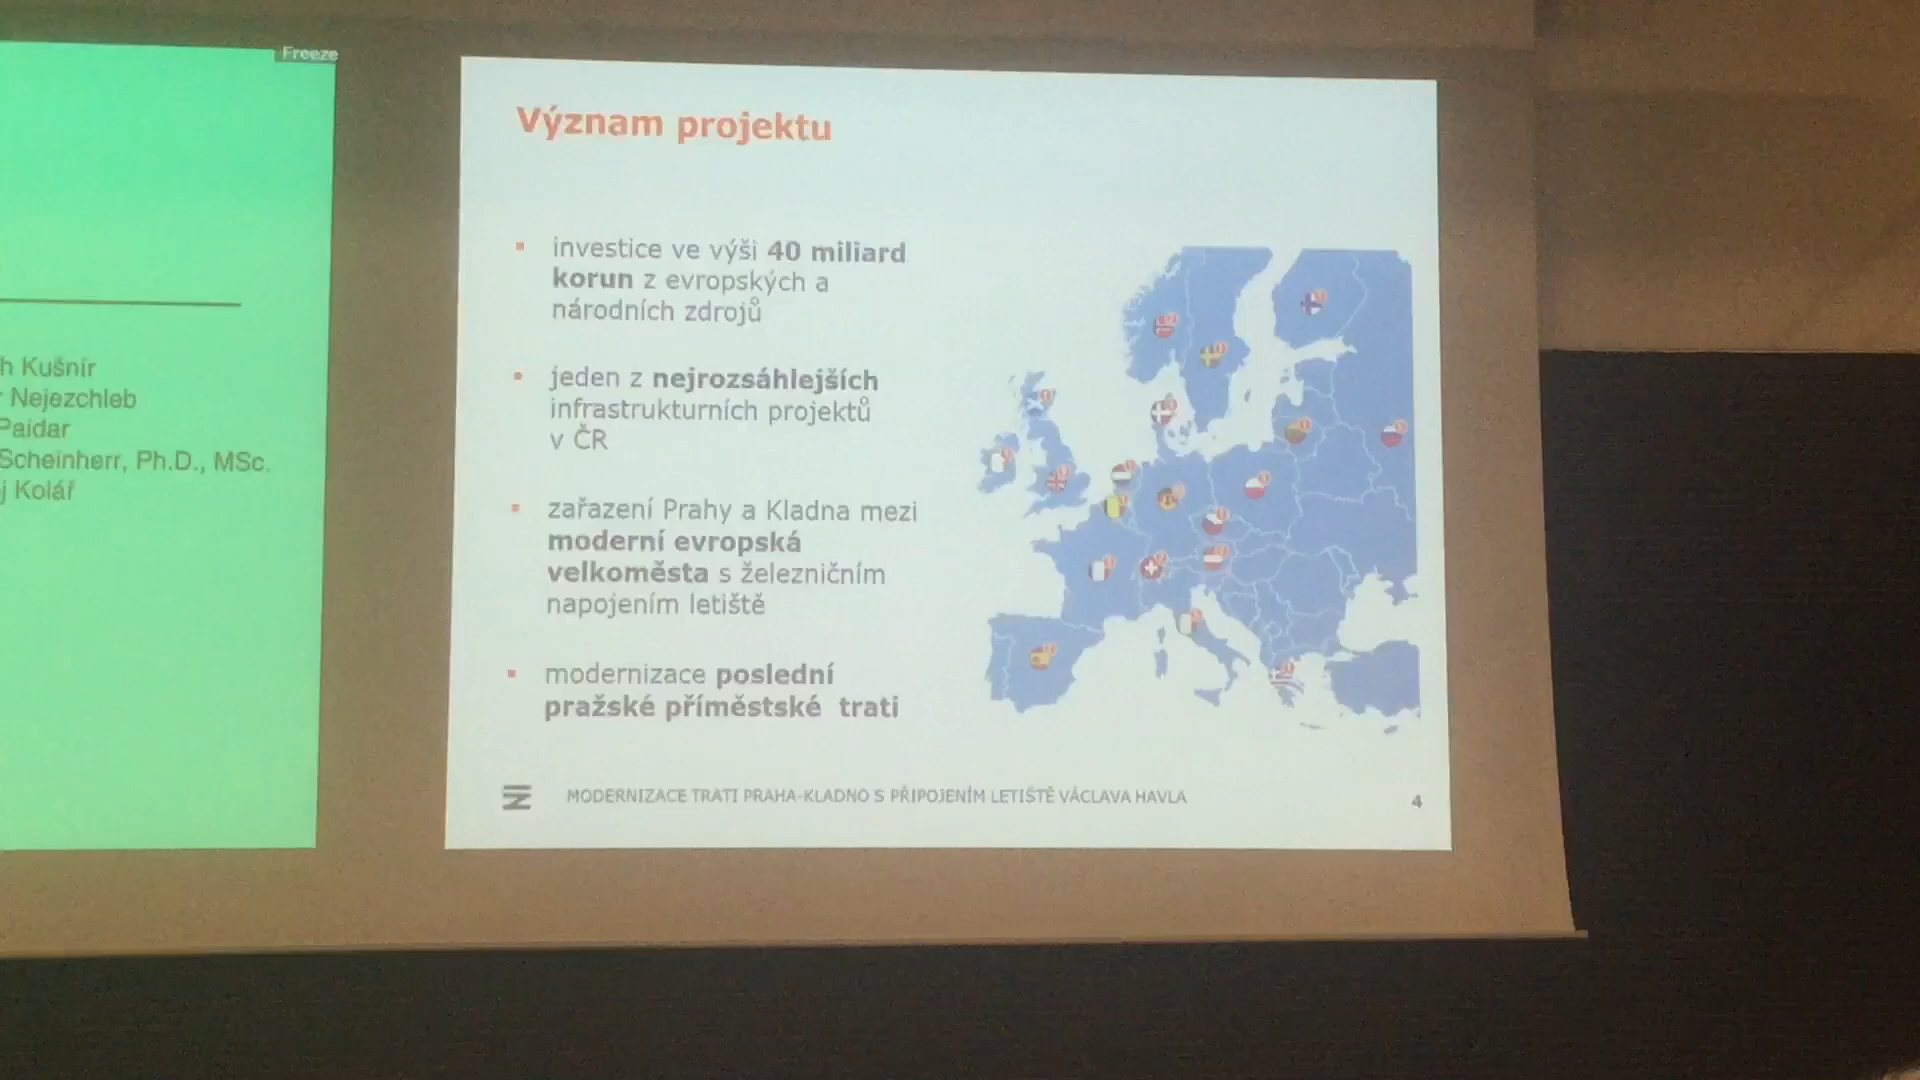 Freeze
h Kušnír
Nejezchleb
Paidar
Scheinherr, Ph.D., MSc.
j Kolář
Význam projektu
investice ve výši 40 miliard
korun z evropských a
národních zdrojů
jeden z nejrozsáhlejších
infrastrukturních projektů
v ČR
zařazení Prahy a Kladna mezi
moderní evropská
velkoměsta s železničním
napojením letiště
modernizace poslední
pražské příměstské trati
MODERNIZACE TRATI PRAHA-KLADNO S PŘIPOJENÍM LETIŠTĚ VÁCLAVA HAVLA
4